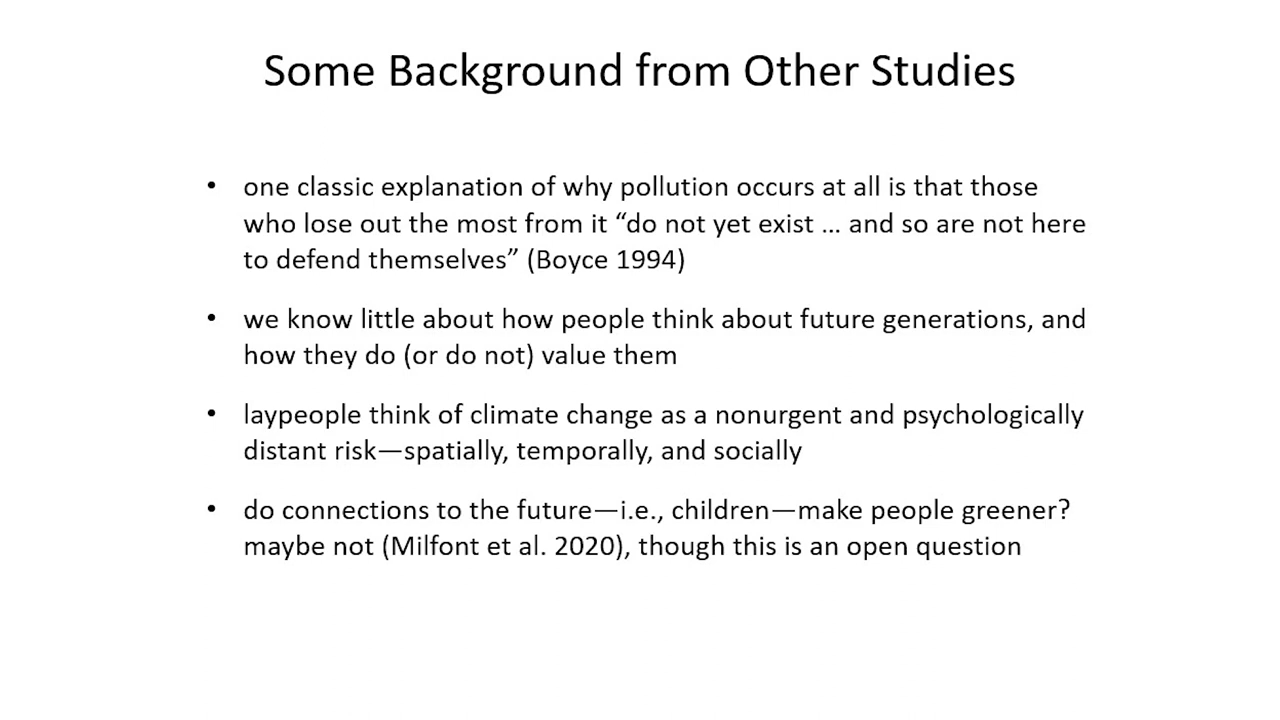 Some Background from Other Studies
• one classic explanation of why pollution occurs at all is that those
who lose out the most from it “do not yet exist … and so are not here
to defend themselves” (Boyce 1994)
• we know little about how people think about future generations, and
how they do (or do not) value them
• laypeople think of climate change as a nonurgent and psychologically
distant risk—spatially, temporally, and socially
• do connections to the future—i.e., children—make people greener?
maybe not (Milfont et al. 2020), though this is an open question